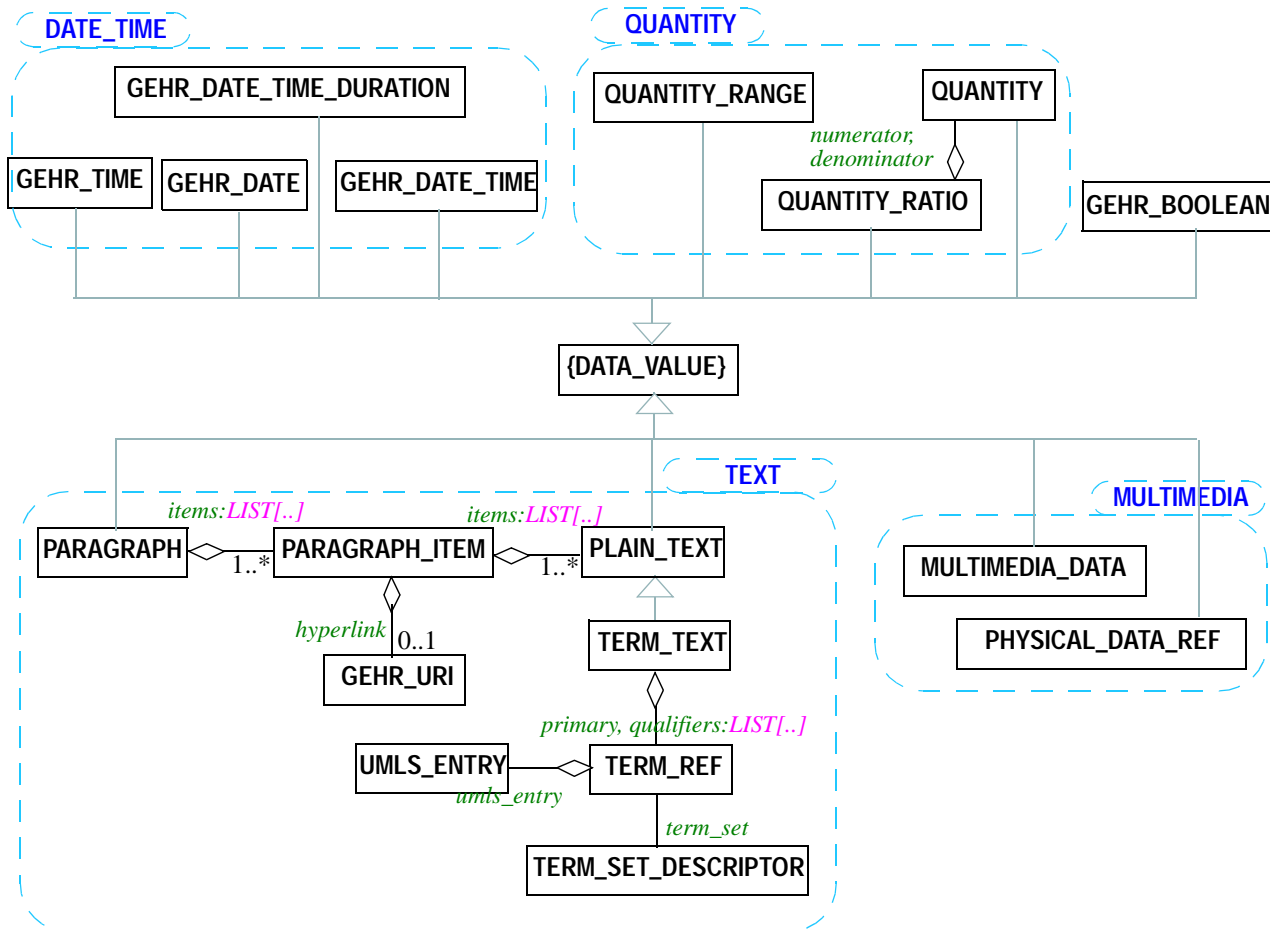 DATE_TIME
QUANTITY
GEHR_DATE_TIME_DURATION
QUANTITY_RANGE
QUANTITY
numerator,
denominator
GEHR_TIME
GEHR_DATE
GEHR_DATE_TIME
QUANTITY_RATIO
GEHR_BOOLEAN
{DATA_VALUE}
TEXT
MULTIMEDIA
items:LIST[..]
items:LIST[..]
PARAGRAPH
1..*
PARAGRAPH_ITEM
1..*
PLAIN_TEXT
MULTIMEDIA_DATA
hyperlink
0..1
TERM_TEXT
PHYSICAL_DATA_REF
GEHR_URI
primary, qualifiers:LIST[..]
UMLS_ENTRY
TERM_REF
umls_entry
term_set
TERM_SET_DESCRIPTOR